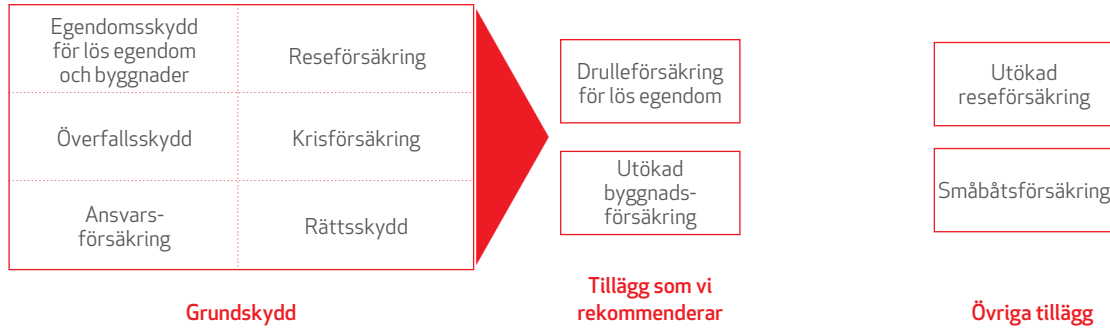 Egendomsskydd
för lös egendom
och byggnader
Reseförsäkring
Överfallsskydd
Krisförsäkring
Ansvars-
försäkring
Rättsskydd
Grundskydd
Drulleförsäkring
för lös egendom
Utökad
byggnads-
försäkring
Tillägg som vi
rekommenderar
Utökad
reseförsäkring
Småbåtsförsäkring
Övriga tillägg